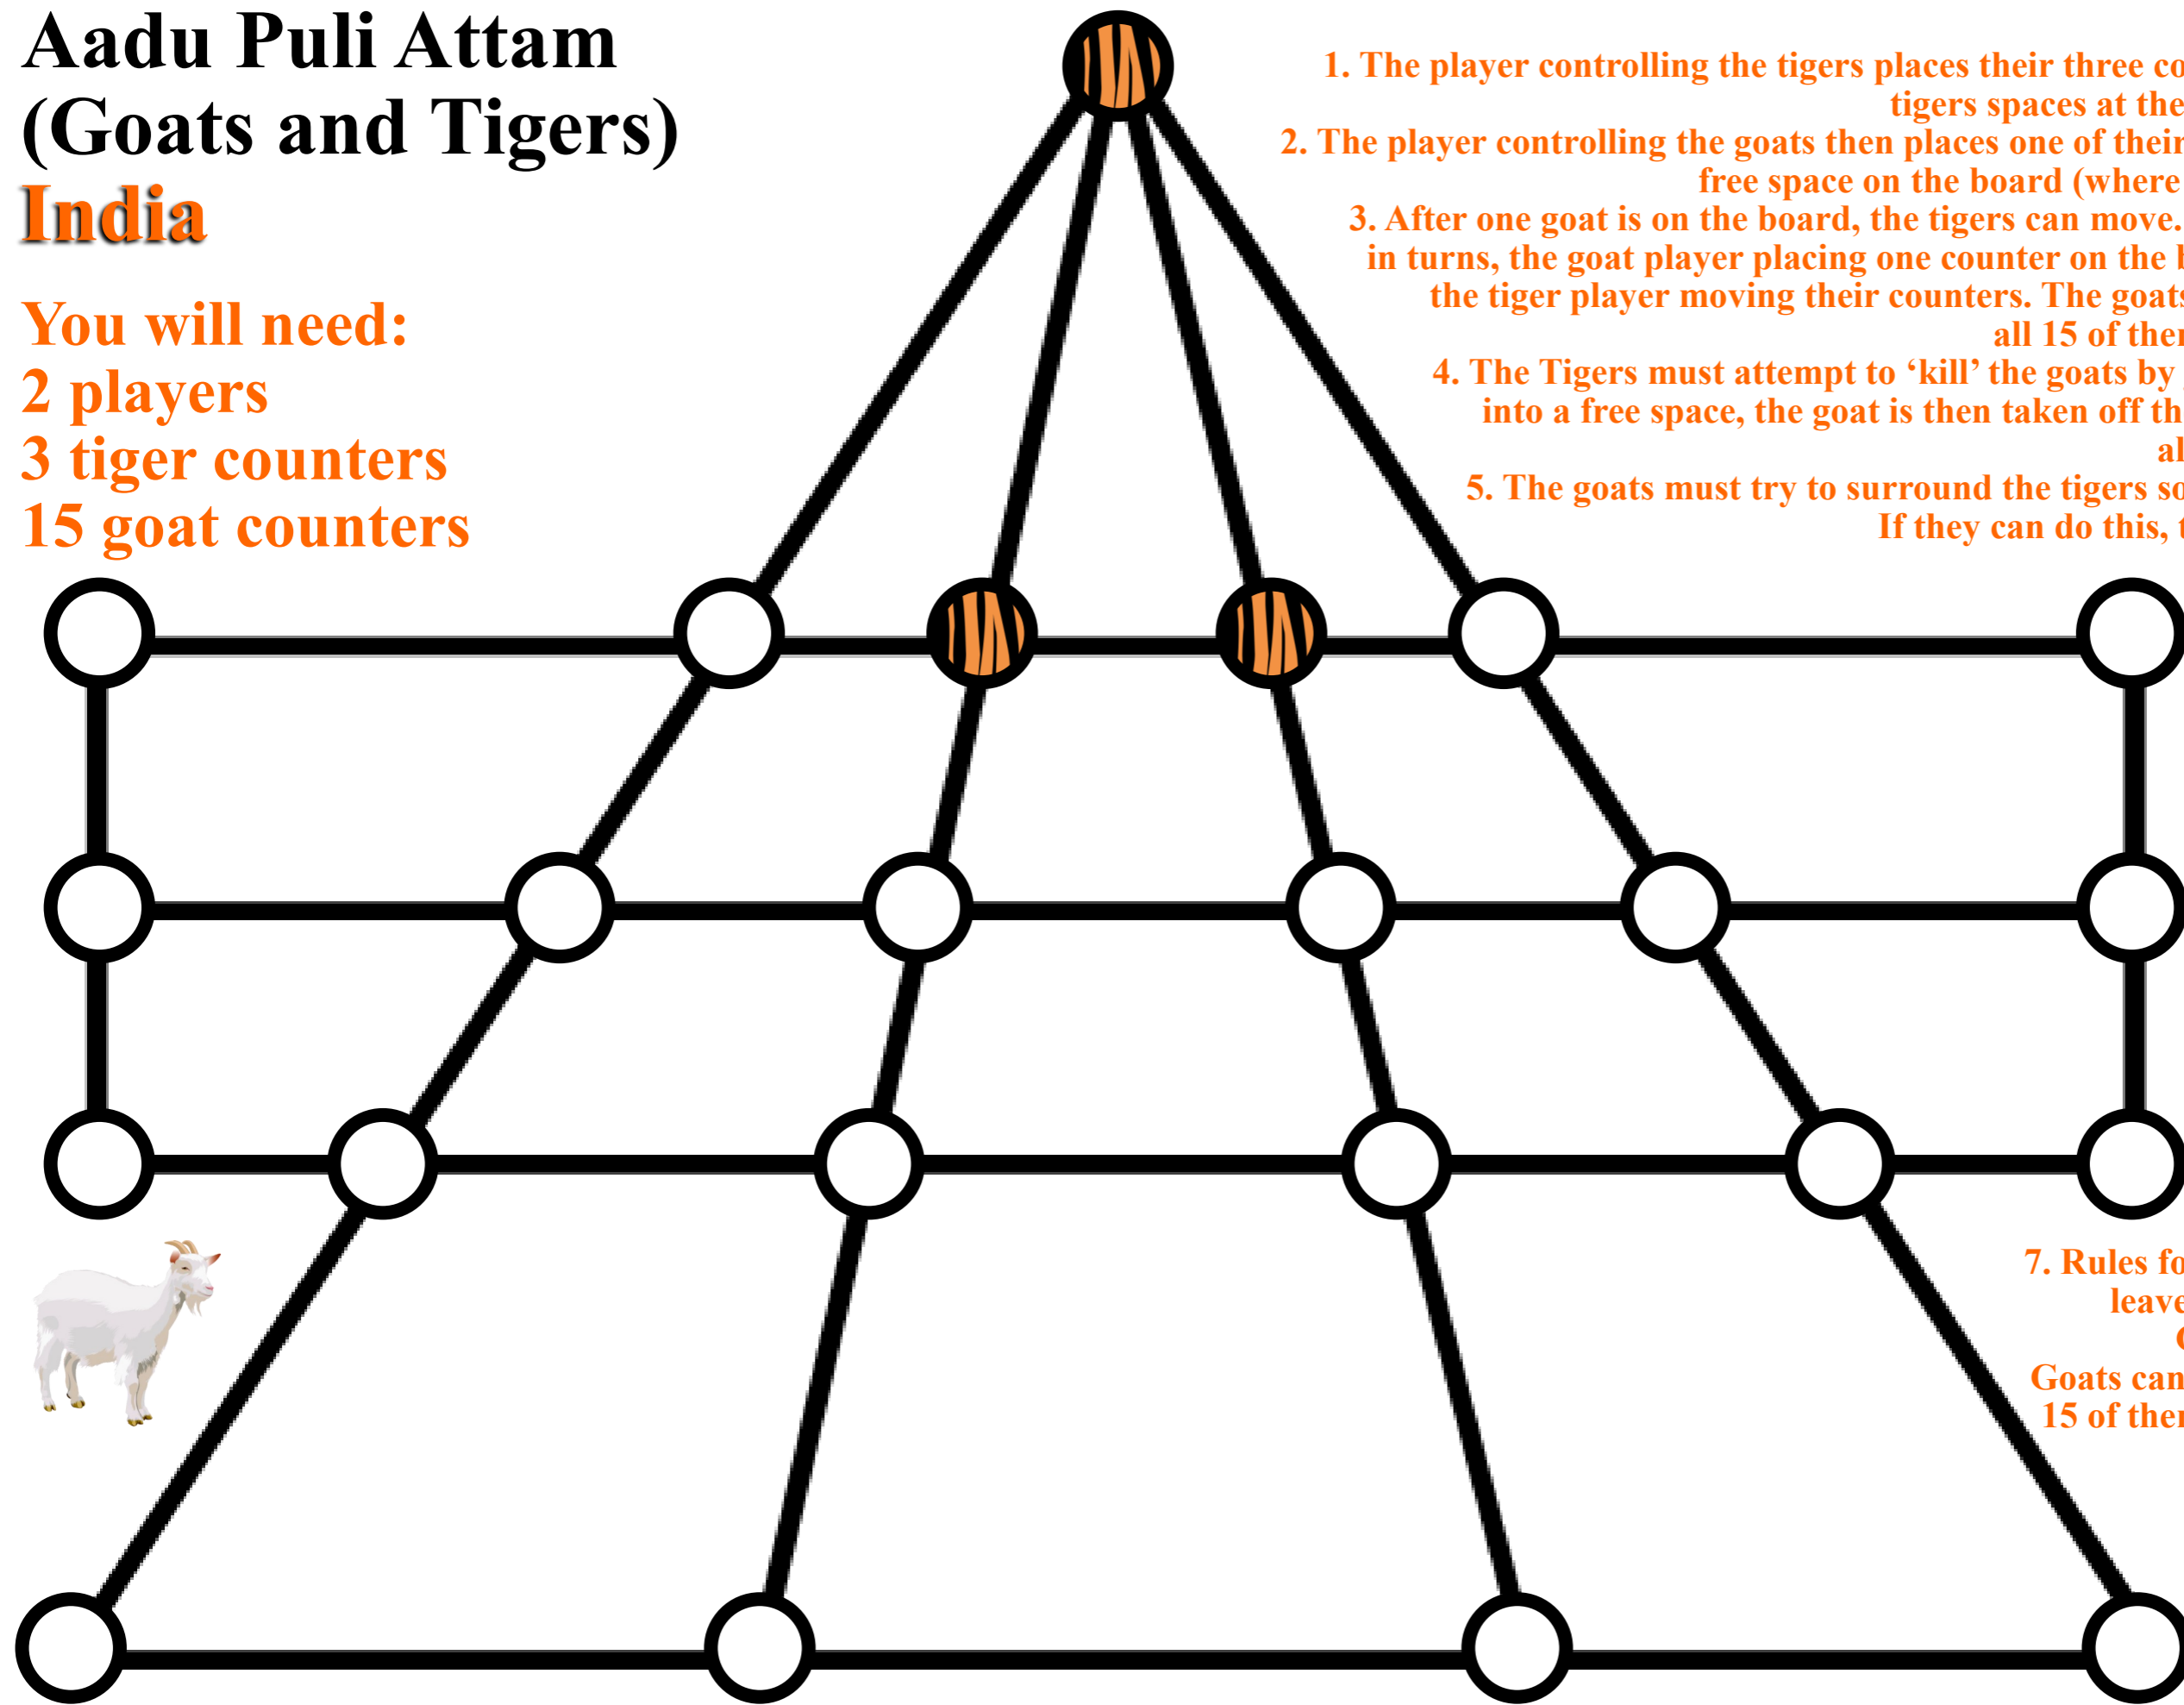 Aadu Puli Attam
(Goats and Tigers)
India
You will need:
2 players
3 tiger counters
15 goat counters
1. The player controlling the tigers places their three co
tigers spaces at the
2. The player controlling the goats then places one of their
free space on the board (where
3. After one goat is on the board, the tigers can move.
in turns, the goat player placing one counter on the b
the tiger player moving their counters. The goats
all 15 of ther
4. The Tigers must attempt to ‘kill’ the goats by
into a free space, the goat is then taken off th
al
5. The goats must try to surround the tigers so
If they can do this, t
7. Rules fo
leave
Goats can
15 of ther